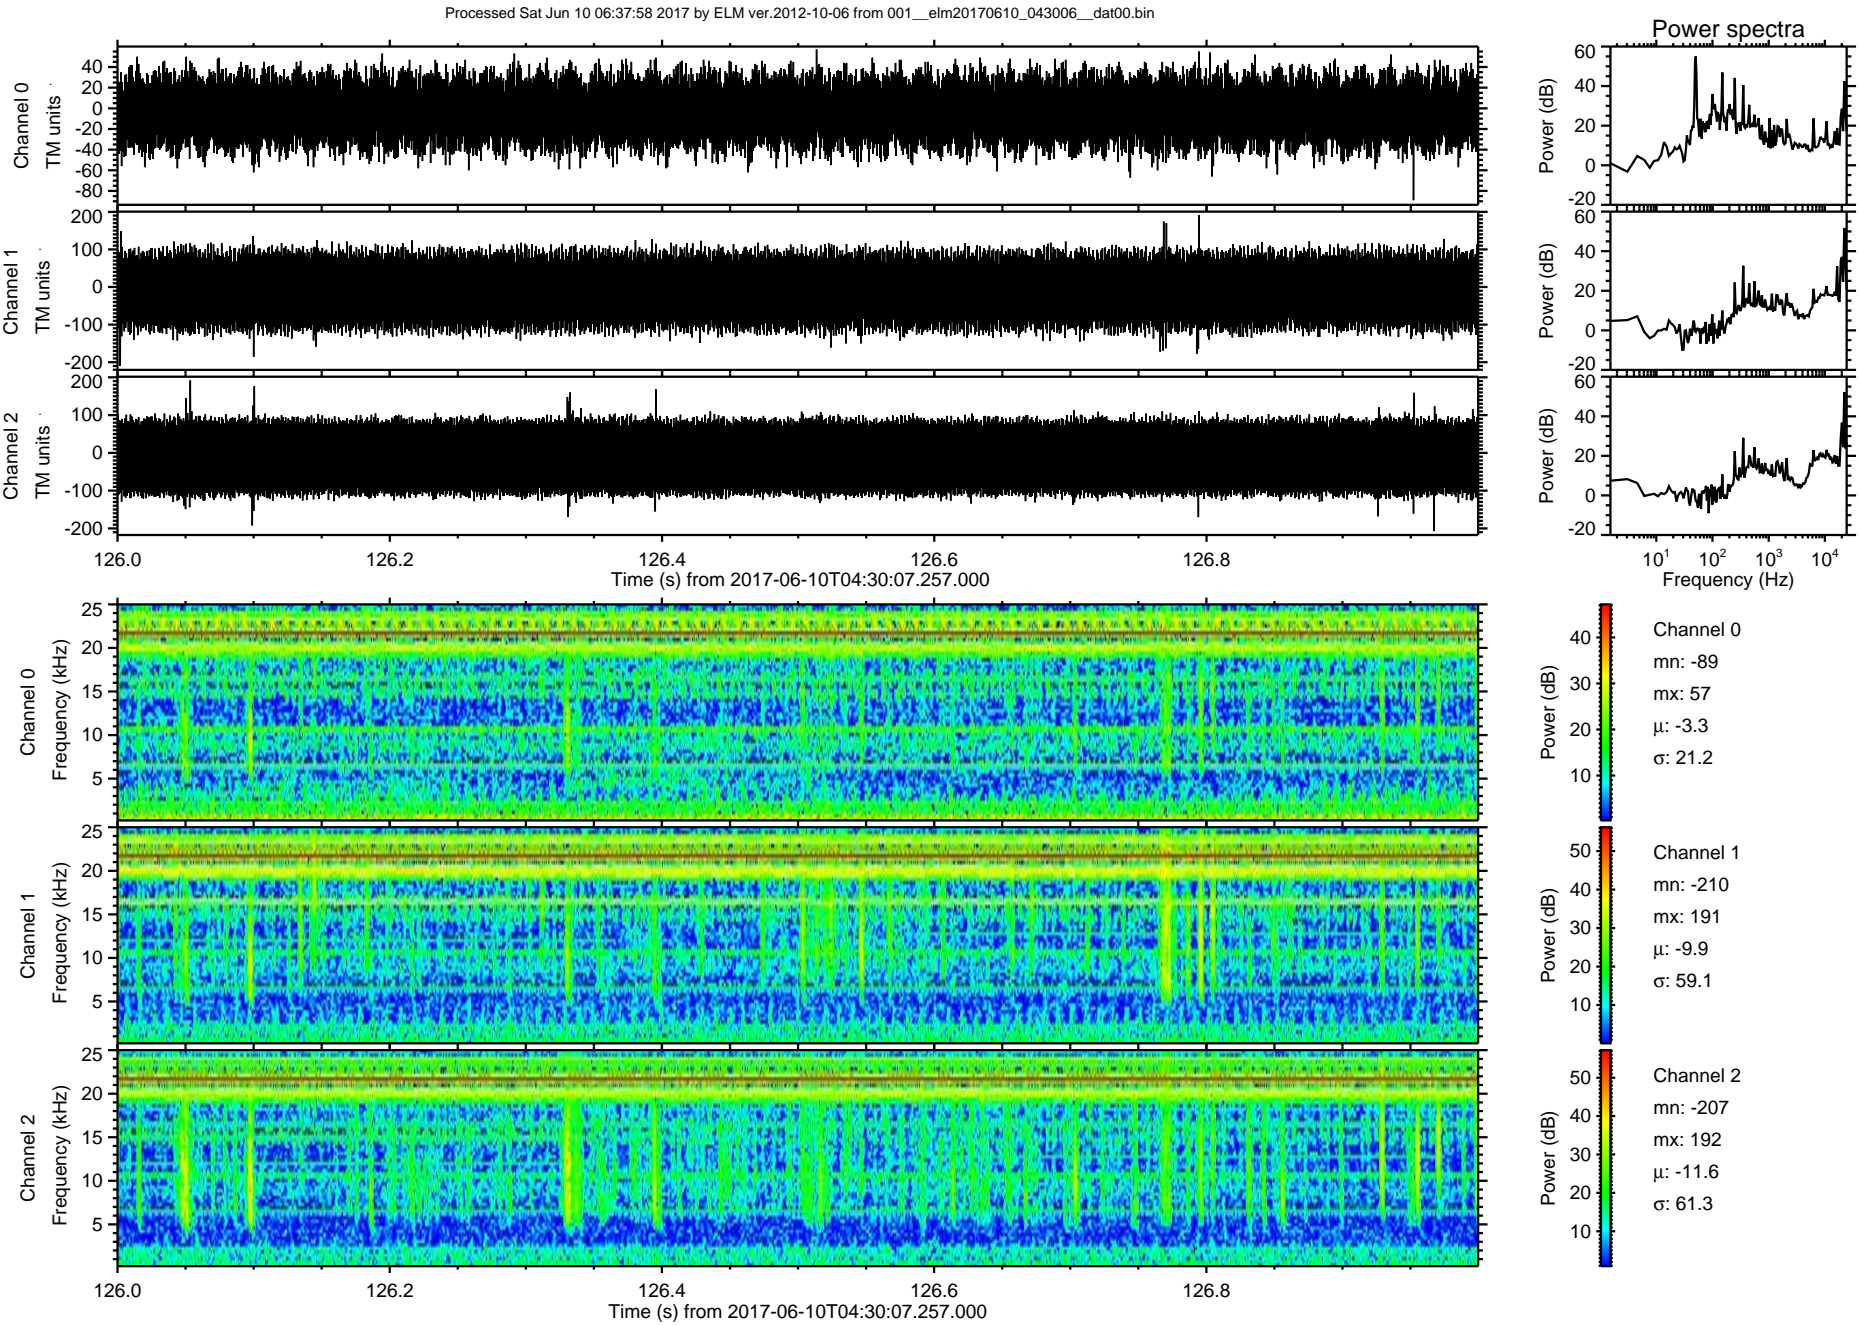 Processed Sat Jun 10 06:37:58 2017 by ELM ver.2012-10-06 from 001__elm20170610_043006__dat00.bin
Power spectra
Channel 0
TM units
40
20
0
-20
-40
-60
-80
Power (dB)
60
40
20
0
-20
Channel 1
TM units
200
100
0
-100
-200
Power (dB)
60
40
20
0
-20
Channel 2
TM units
200
100
0
-100
-200
Power (dB)
60
40
20
0
-20
126.0 126.2 126.4 126.6 126.8
Time (s) from 2017-06-10T04:30:07.257.000
10^1 10^2 10^3 10^4
Frequency (Hz)
Channel 0
Frequency (kHz)
25
20
15
10
5
Power (dB)
40
30
20
10
Channel 0
mn: -89
mx: 57
μ: -3.3
σ: 21.2
Channel 1
Frequency (kHz)
25
20
15
10
5
Power (dB)
50
40
30
20
10
Channel 1
mn: -210
mx: 191
μ: -9.9
σ: 59.1
Channel 2
Frequency (kHz)
25
20
15
10
5
Power (dB)
50
40
30
20
10
Channel 2
mn: -207
mx: 192
μ: -11.6
σ: 61.3
126.0 126.2 126.4 126.6 126.8
Time (s) from 2017-06-10T04:30:07.257.000